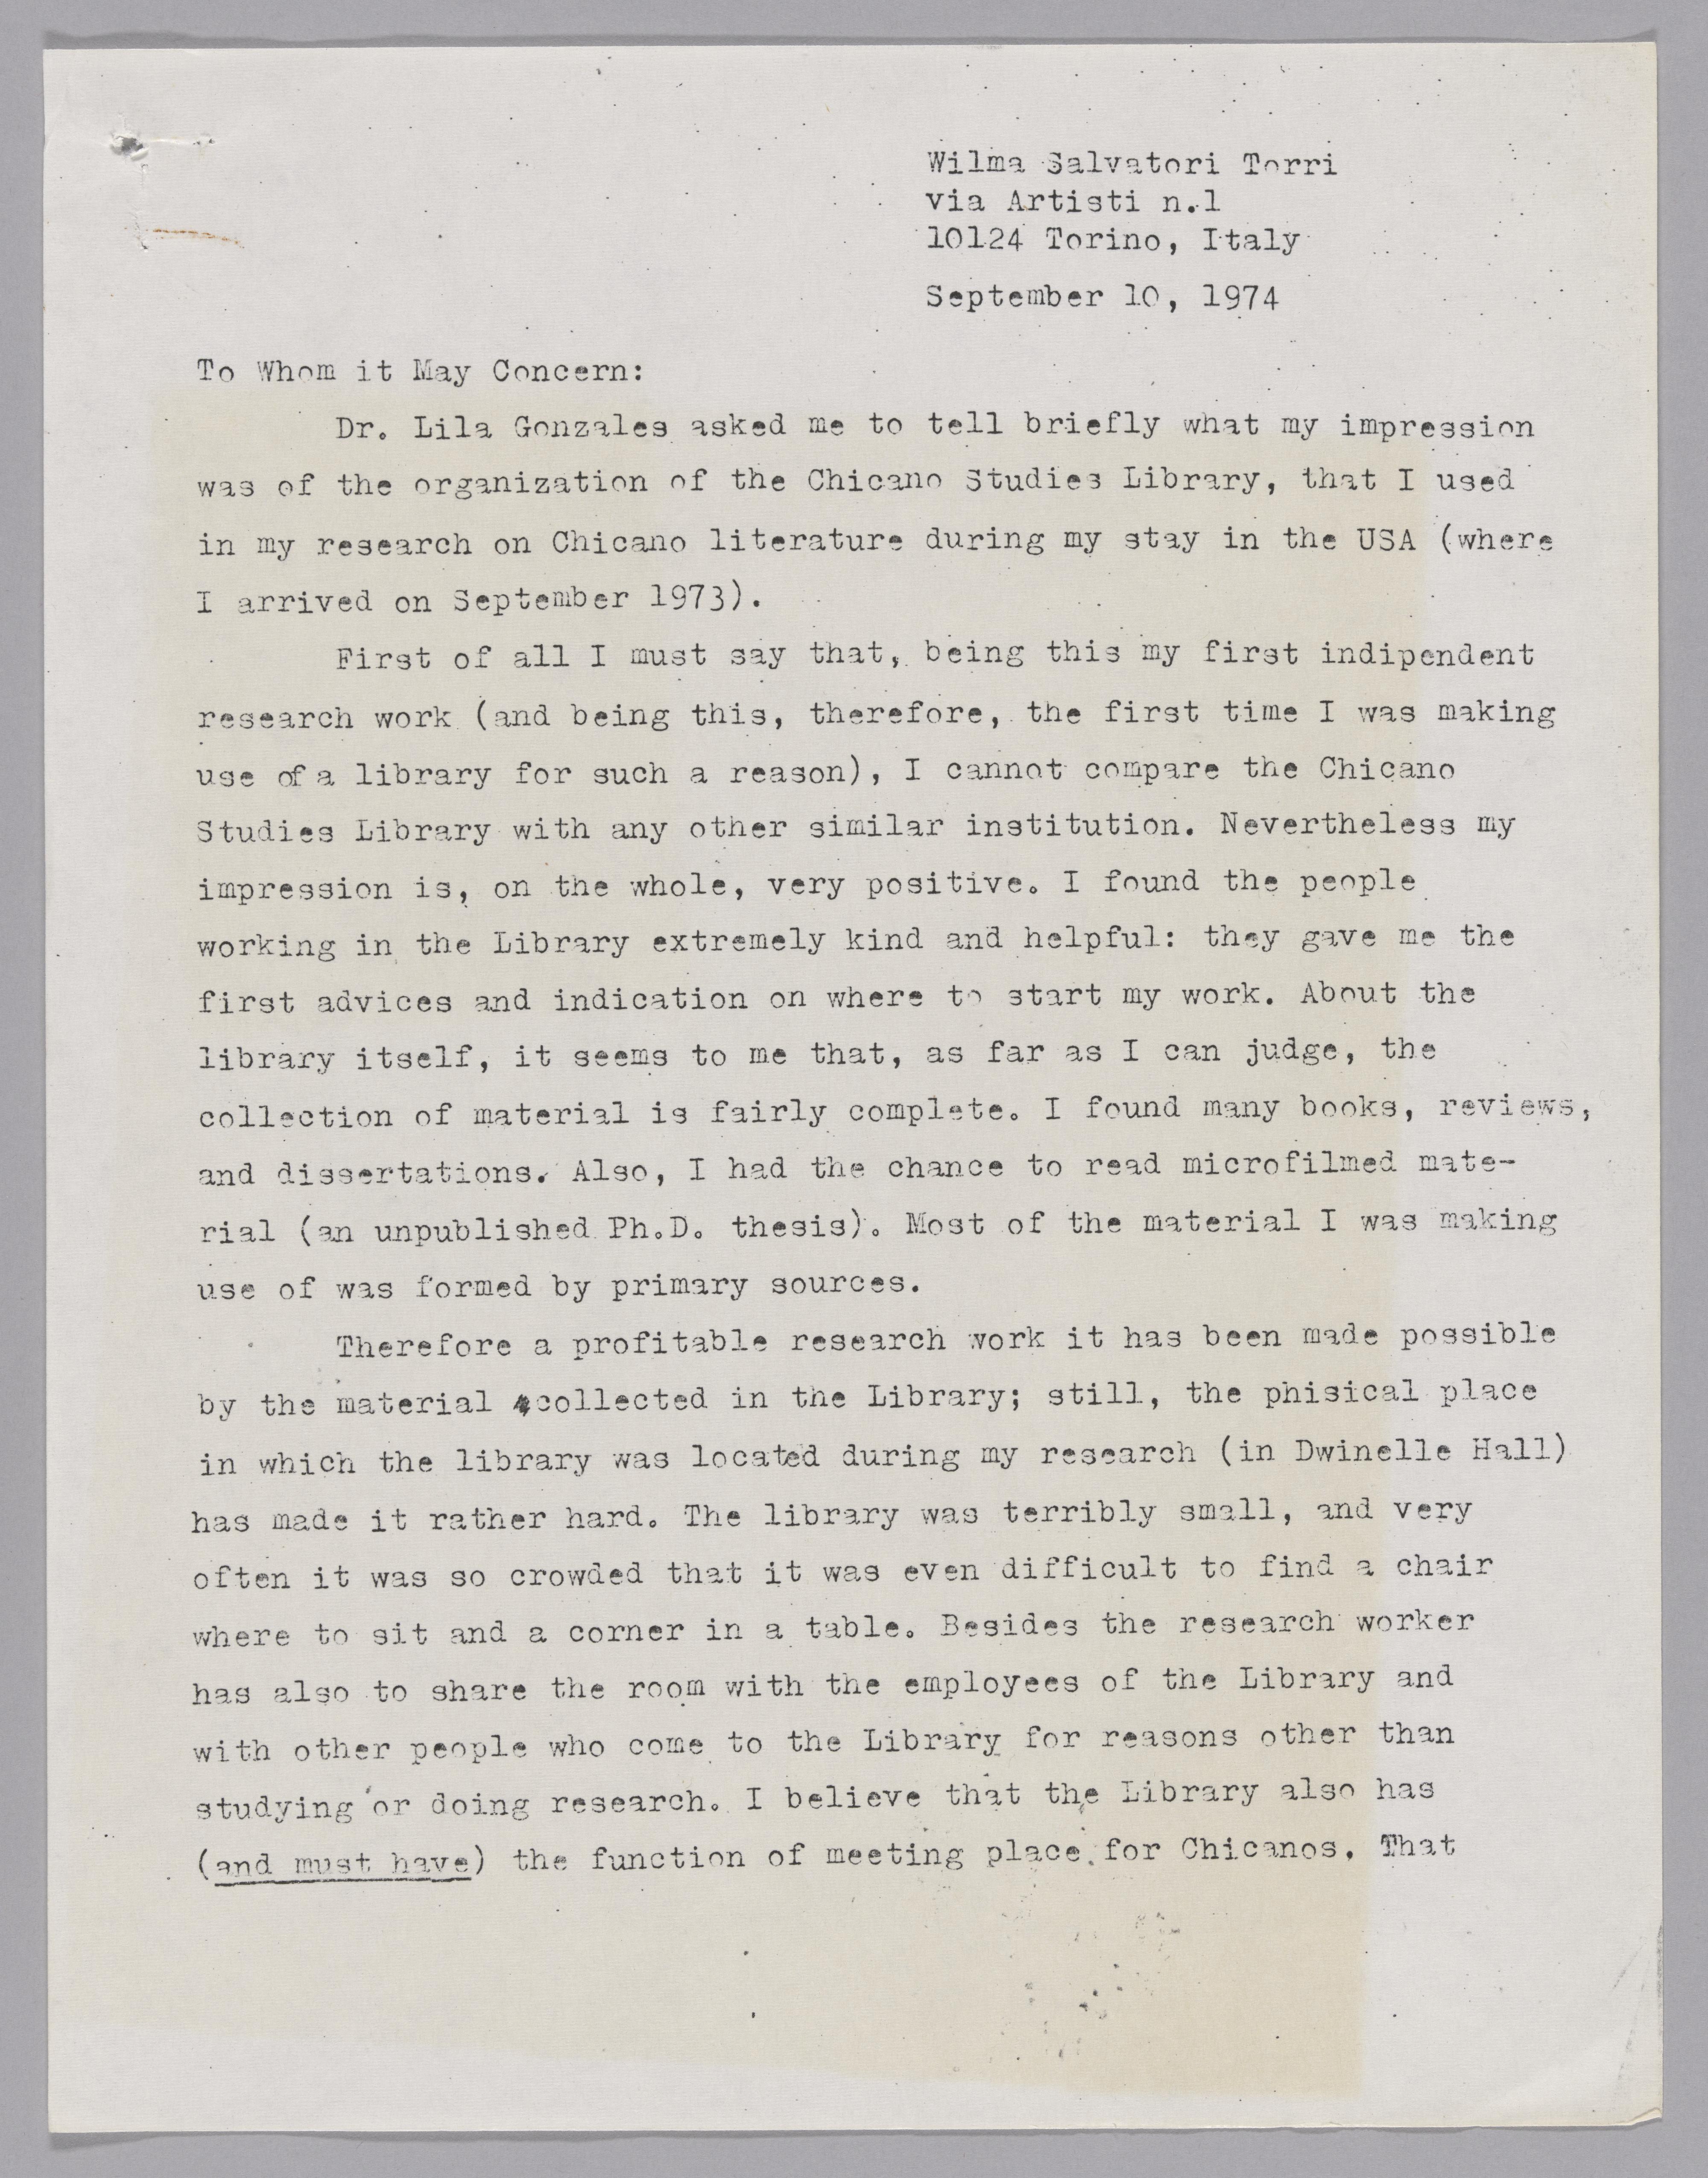 Wilma Salvatori Torri
via Artisti n.1
10124 Torino, Italy
September 10, 1974
To Whom it May Concern:
Dr. Lila Gonzales asked me to tell briefly what my impression
was of the organization of the Chicano Studies Library, that I used
in my research on Chicano literature during my stay in the USA (where
I arrived on September 1973).
First of all I must say that, being this my first indipendent
research work (and being this, therefore, the first time I was making
use of a library for such a reason), I cannot compare the Chicano
Studies Library with any other similar institution. Nevertheless my
impression is, on the whole, very positive. I found the people
working in the Library extremely kind and helpful: they gave me the
first advices and indication on where to start my work. About the
library itself, it seems to me that, as far as I can judge, the
collection of material is fairly complete. I found many books, reviews,
and dissertations. Also, I had the chance to read microfilmed mate-
rial (an unpublished Ph.D. thesis). Most of the material I was making
use of was formed by primary sources.
Therefore a profitable research work it has been made possible
by the material collected in the Library; still, the phisical place
in which the library was located during my research (in Dwinelle Hall)
has made it rather hard. The library was terribly small, and very
often it was so crowded that it was even difficult to find a chair
where to sit and a corner in a table. Besides the research worker
has also to share the room with the employees of the Library and
with other people who come to the Library for reasons other than
studying or doing research. I believe that the Library also has
(and must have) the function of meeting place for Chicanos. That